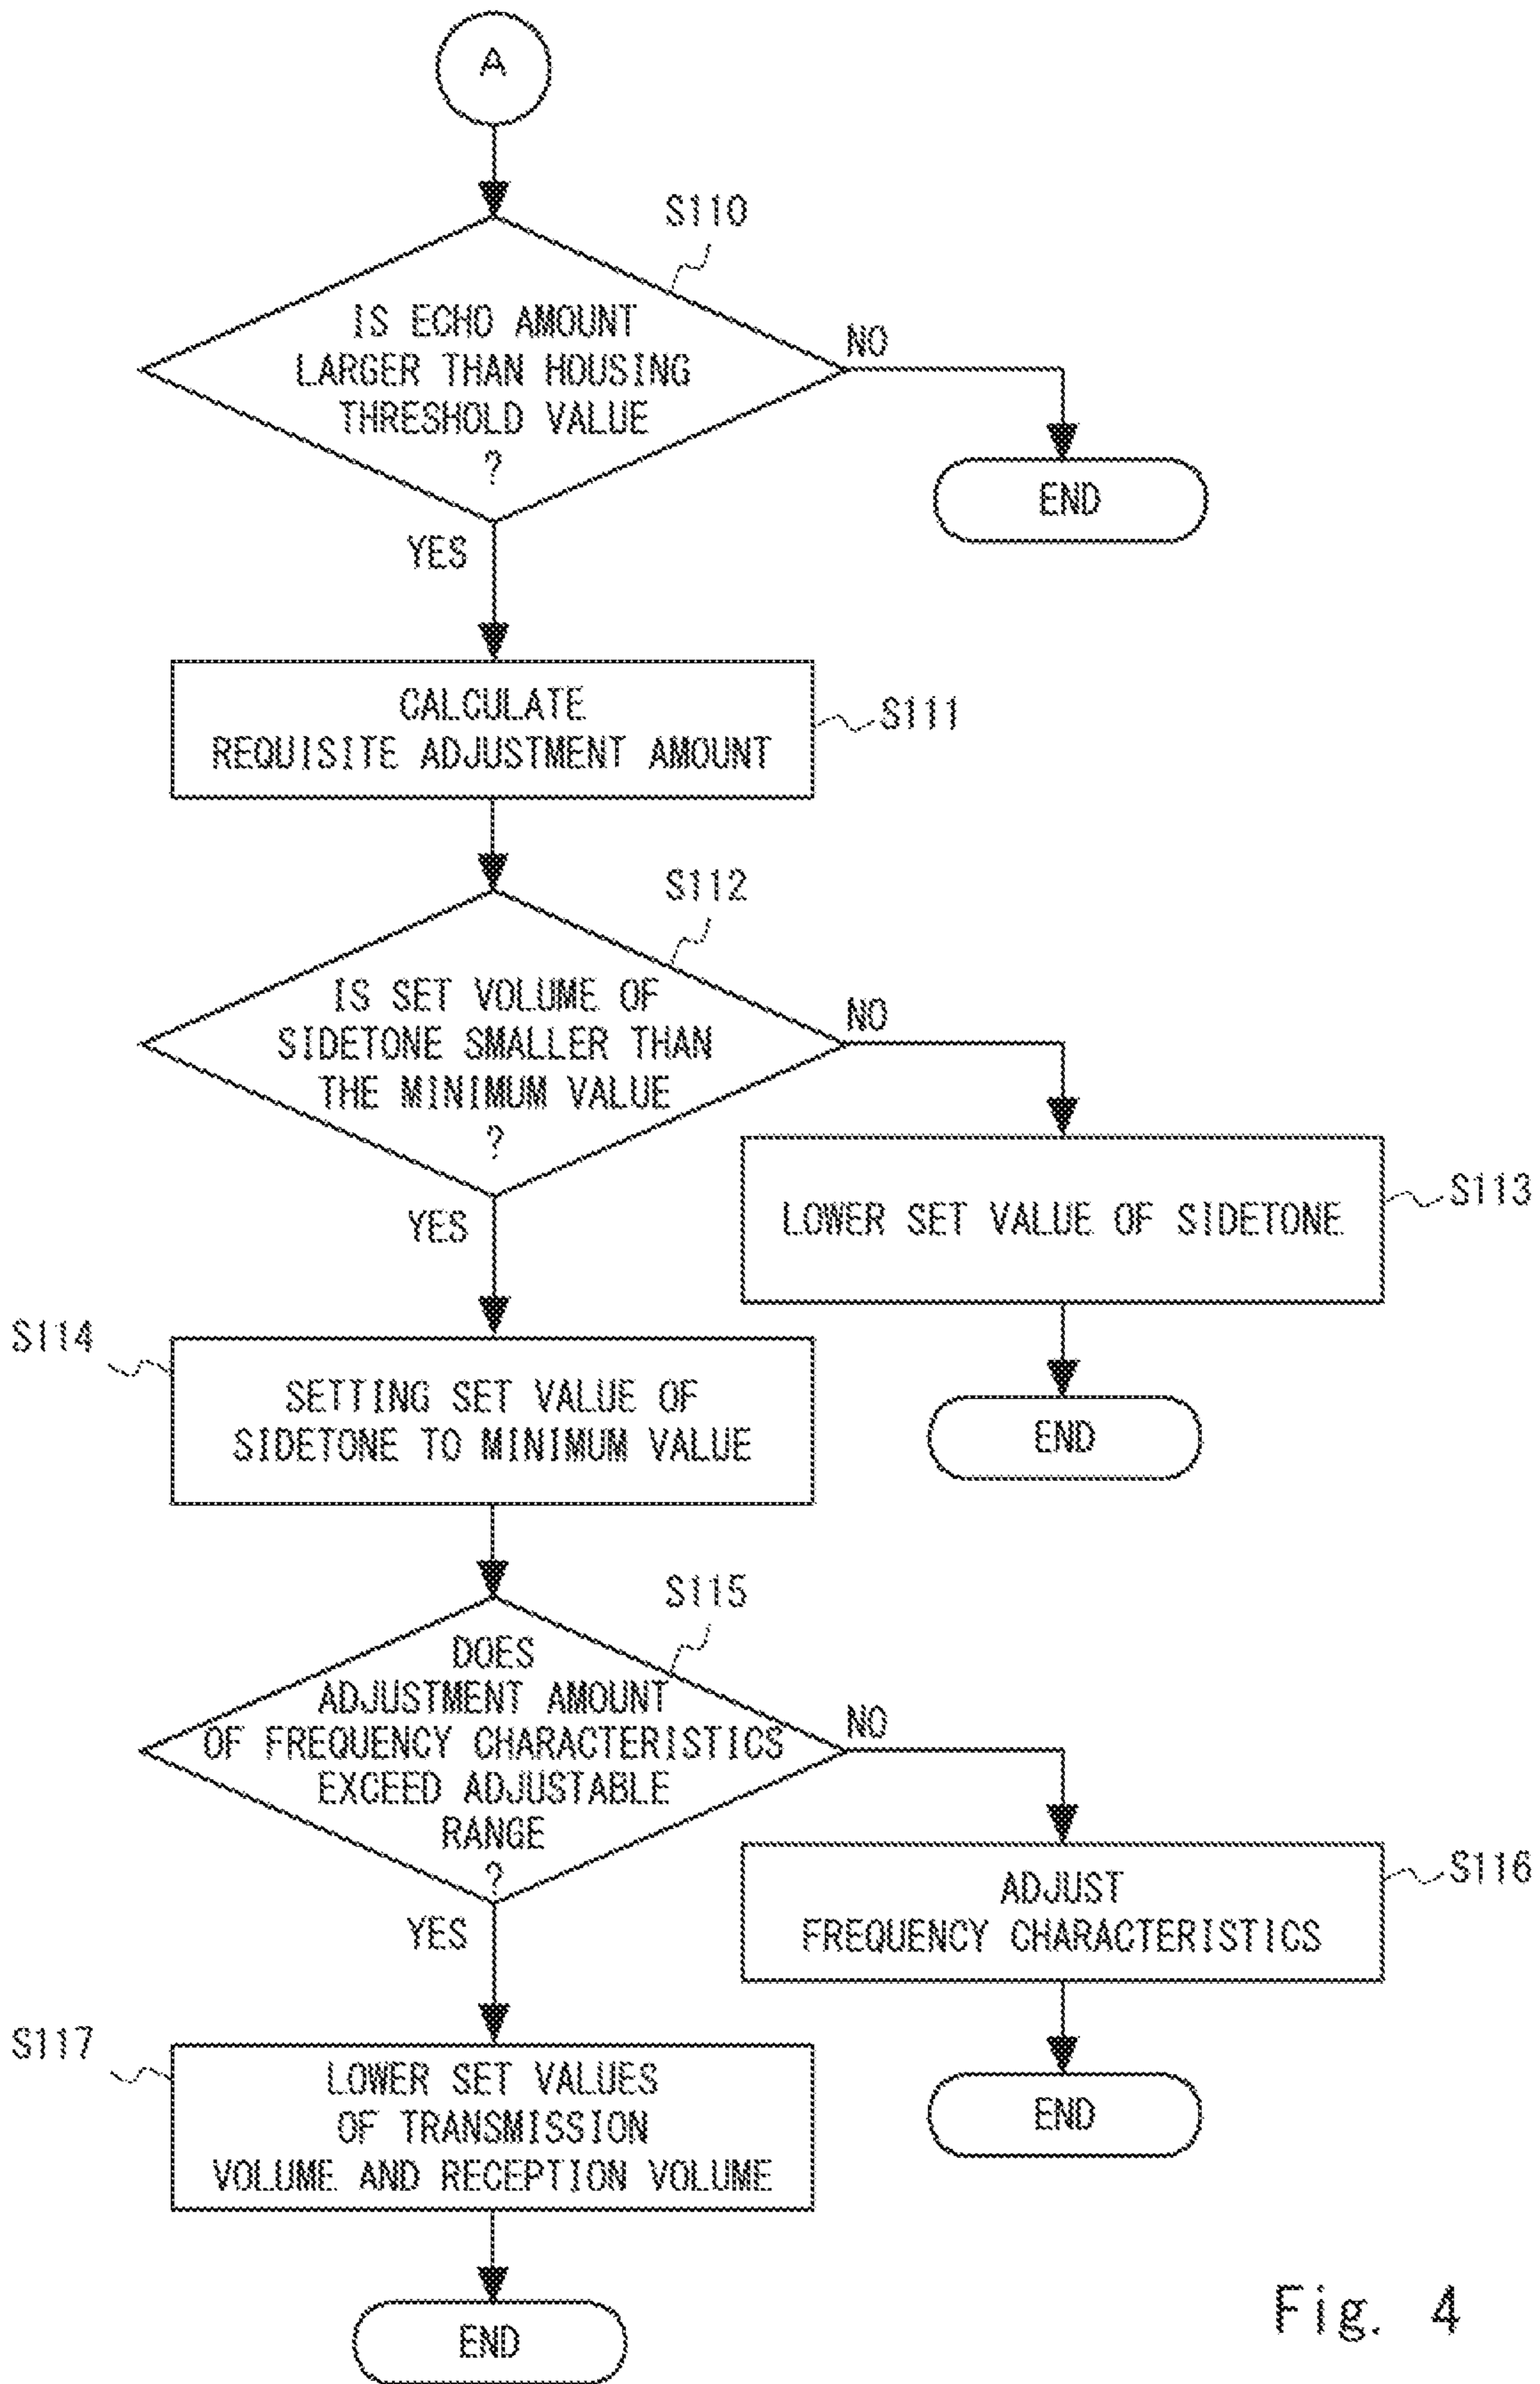 A
S110
IS ECHO AMOUNT
LARGER THAN HOUSING
THRESHOLD VALUE
?
NO
END
YES
CALCULATE
REQUISITE ADJUSTMENT AMOUNT
S111
S112
IS SET VOLUME OF
SIDETONE SMALLER THAN
THE MINIMUM VALUE
?
NO
LOWER SET VALUE OF SIDETONE
S113
END
YES
S114
SETTING SET VALUE OF
SIDETONE TO MINIMUM VALUE
S115
DOES
ADJUSTMENT AMOUNT
OF FREQUENCY CHARACTERISTICS
EXCEED ADJUSTABLE
RANGE
?
NO
ADJUST
FREQUENCY CHARACTERISTICS
S116
END
YES
S117
LOWER SET VALUES
OF TRANSMISSION
VOLUME AND RECEPTION VOLUME
END
Fig. 4